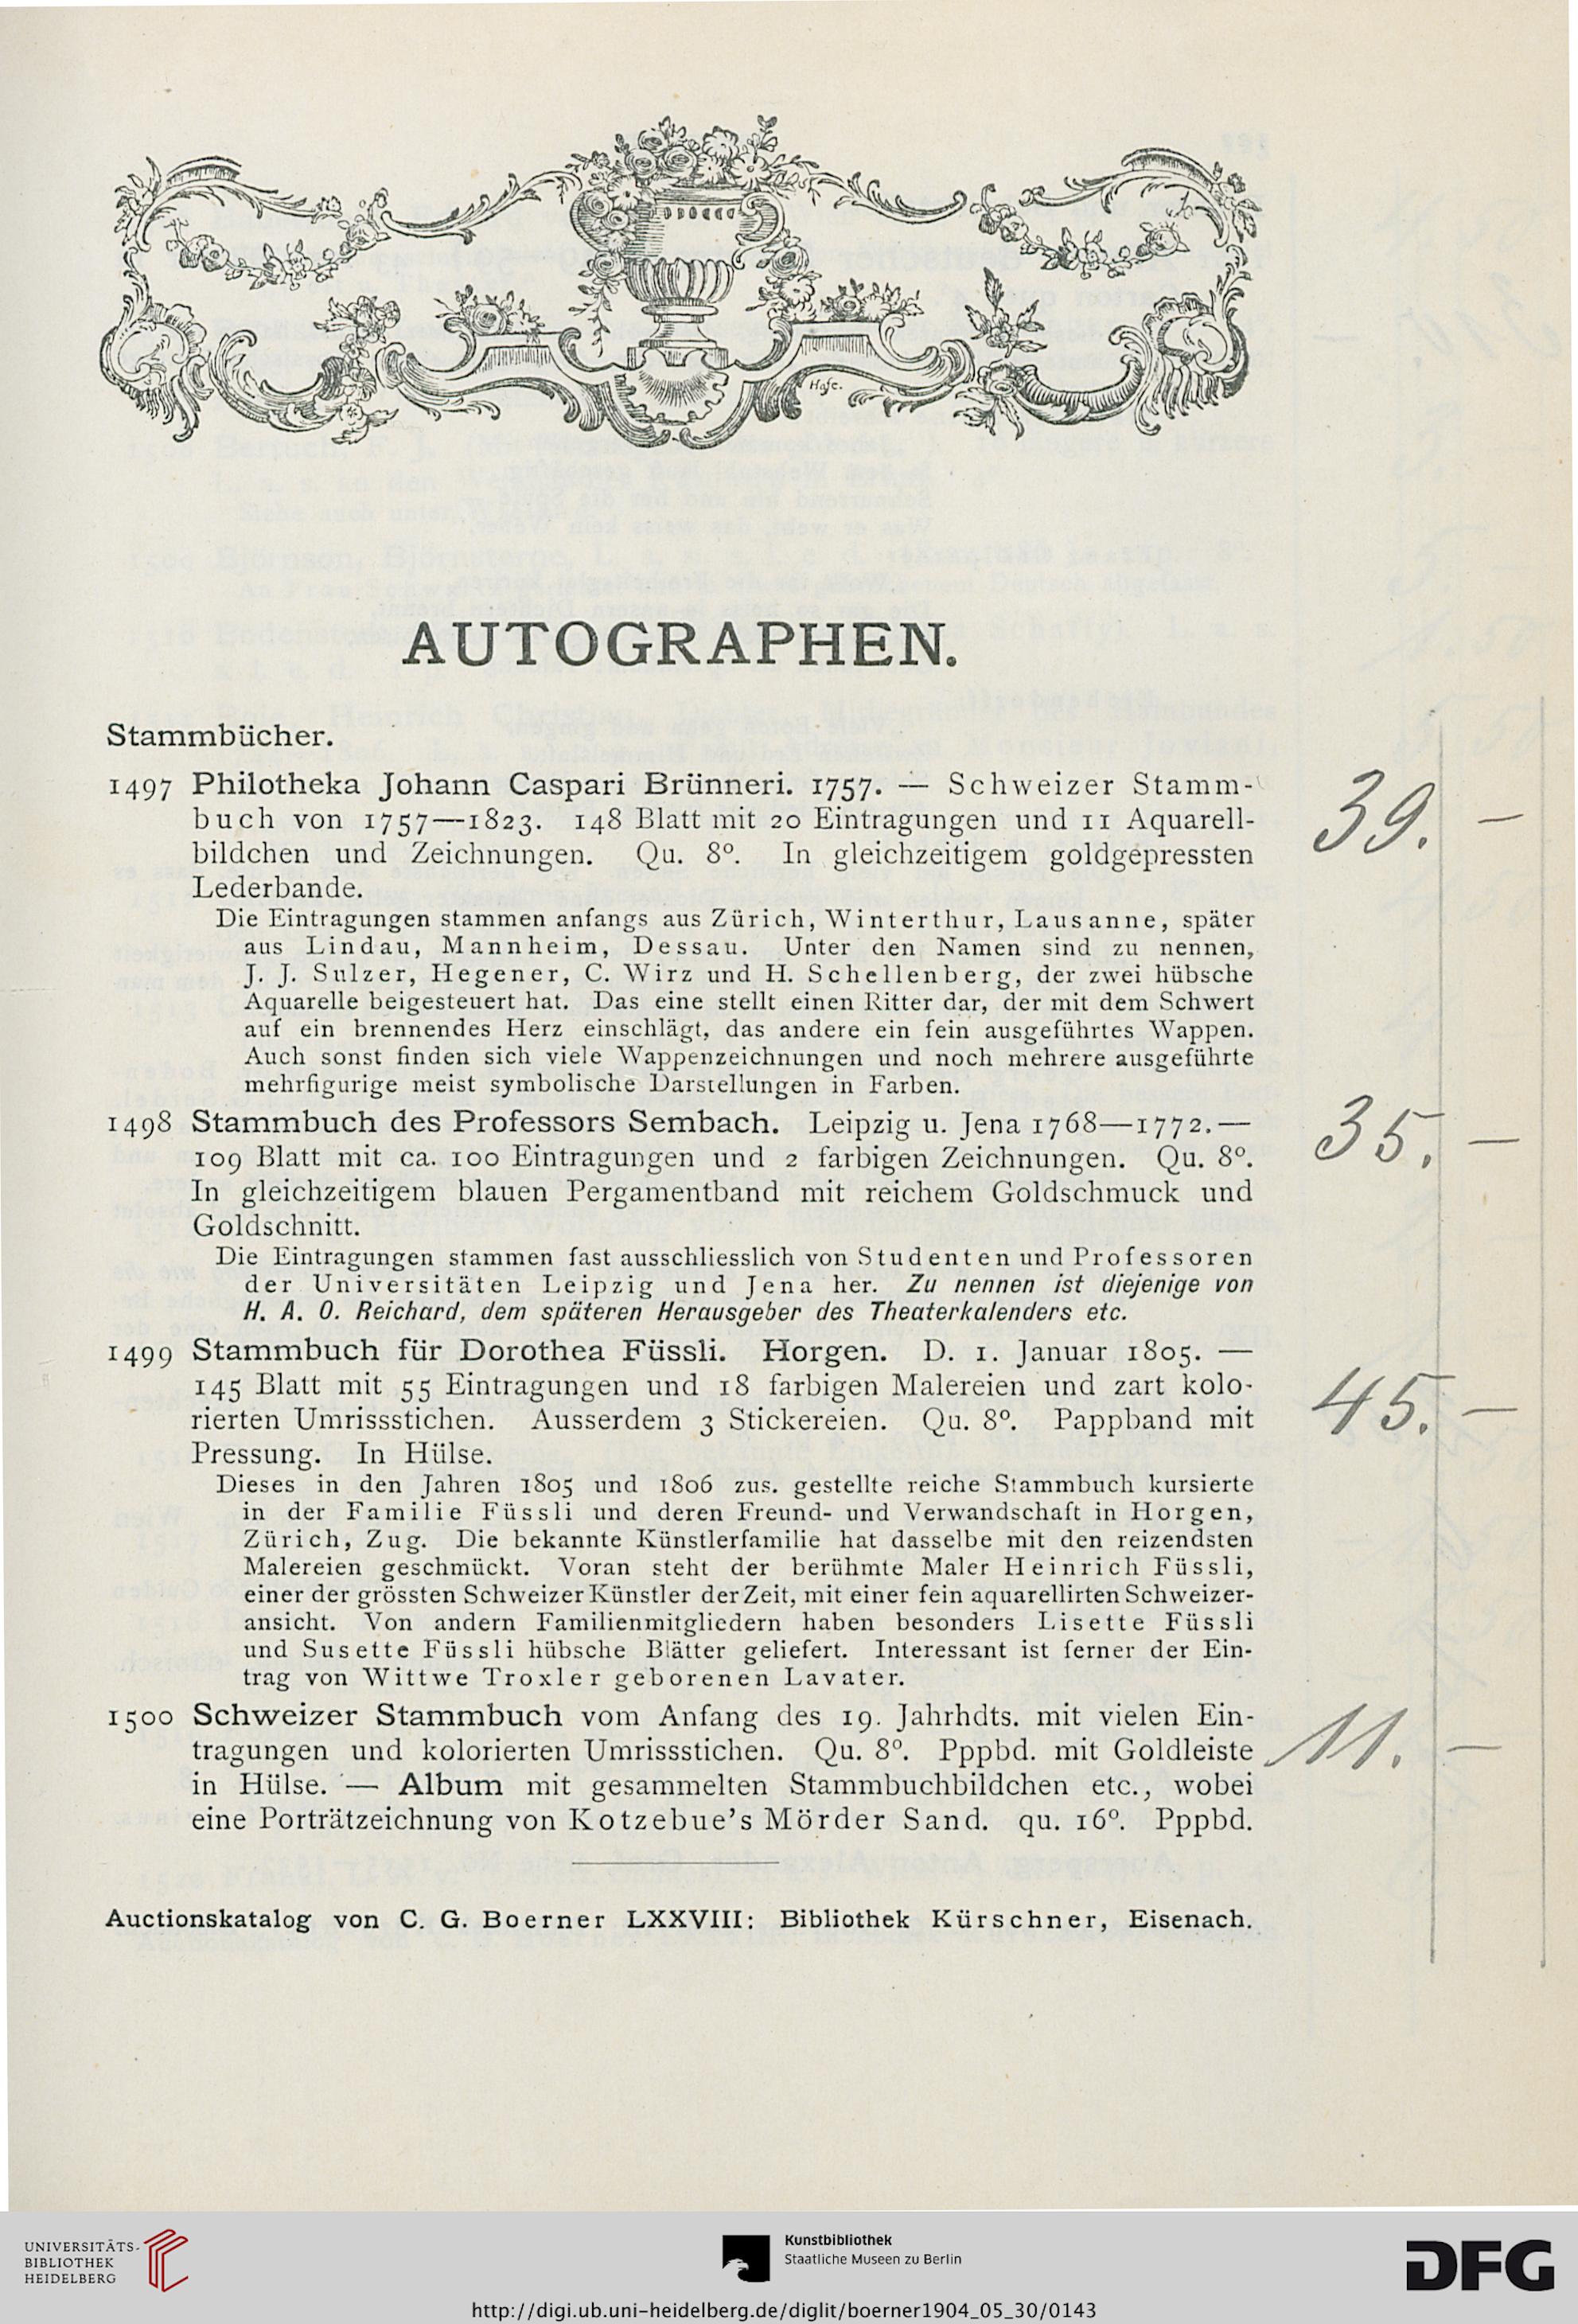 Hofc.
AUTOGRAPHEN.
Stammbücher.
1497 Philotheka Johann Caspari Brünneri. 1757. — Schweizer Stamm-
buch von 1757—1823. 148 Blatt mit 20 Eintragungen und 11 Aquarell-
bildchen und Zeichnungen. Qu. 8°. In gleichzeitigem goldgepressten
Lederbande.
39. —
Die Eintragungen stammen anfangs aus Zürich, Winterthur, Lausanne, später
aus Lindau, Mannheim, Dessau. Unter den Namen sind zu nennen,
J. J. Sulzer, Hegener, C. Wirz und H. Schellenberg, der zwei hübsche
Aquarelle beigesteuert hat. Das eine stellt einen Ritter dar, der mit dem Schwert
auf ein brennendes Herz einschlägt, das andere ein fein ausgeführtes Wappen.
Auch sonst finden sich viele Wappenzeichnungen und noch mehrere ausgeführte
mehrfigurige meist symbolische Darstellungen in Farben.
1498 Stammbuch des Professors Sembach. Leipzig u. Jena 1768—1772. —
109 Blatt mit ca. 100 Eintragungen und 2 farbigen Zeichnungen. Qu. 8°.
In gleichzeitigem blauen Pergamentband mit reichem Goldschmuck und
Goldschnitt.
35. —
Die Eintragungen stammen fast ausschliesslich von Studenten und Professoren
der Universitäten Leipzig und Jena her. Zu nennen ist diejenige von
H. A. O. Reichard, dem späteren Herausgeber des Theaterkalenders etc.
1499 Stammbuch für Dorothea Füssli. Horgen. D. 1. Januar 1805. —
145 Blatt mit 55 Eintragungen und 18 farbigen Malereien und zart kolo-
rierten Umrissstichen. Ausserdem 3 Stickereien. Qu. 8°. Pappband mit
Pressung. In Hülse.
45. —
Dieses in den Jahren 1805 und 1806 zus. gestellte reiche Stammbuch kursierte
in der Familie Füssli und deren Freund- und Verwandschaft in Horgen,
Zürich, Zug. Die bekannte Künstlerfamilie hat dasselbe mit den reizendsten
Malereien geschmückt. Voran steht der berühmte Maler Heinrich Füssli,
einer der grössten Schweizer Künstler der Zeit, mit einer fein aquarellirten Schweizer-
ansicht. Von andern Familienmitgliedern haben besonders Lisette Füssli
und Susette Füssli hübsche Blätter geliefert. Interessant ist ferner der Ein-
trag von Wittwe Troxler geborenen Lavater.
1500 Schweizer Stammbuch vom Anfang des 19. Jahrhdts. mit vielen Ein-
tragungen und kolorierten Umrissstichen. Qu. 8°. Pppbd. mit Goldleiste
in Hülse. — Album mit gesammelten Stammbuchbildchen etc., wobei
eine Porträtzeichnung von Kotzebue's Mörder Sand. qu. 16°. Pppbd.
11. —
Auctionskatalog von C. G. Boerner LXXVIII: Bibliothek Kürschner, Eisenach.
UNIVERSITÄTS-
BIBLIOTHEK
HEIDELBERG
Kunstbibliothek
Staatliche Museen zu Berlin
DFG
http://digi.ub.uni-heidelberg.de/diglit/boerner1904_05_30/0143